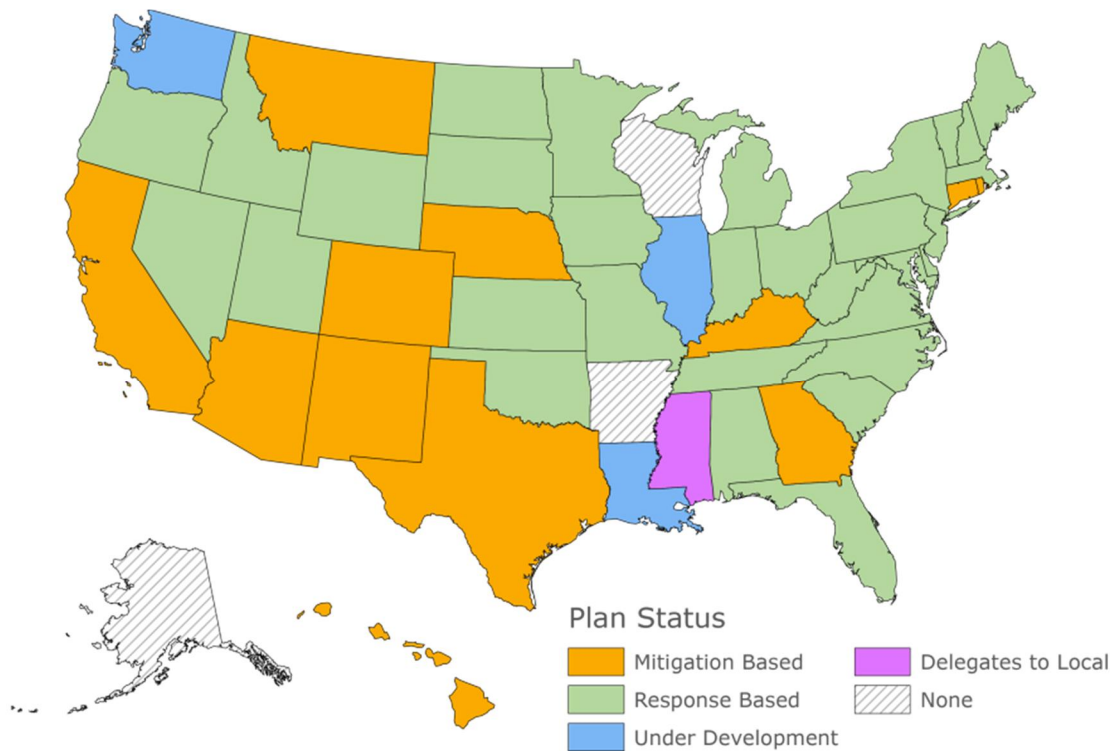 Plan Status
Mitigation Based
Response Based
Under Development
Delegates to Local
None